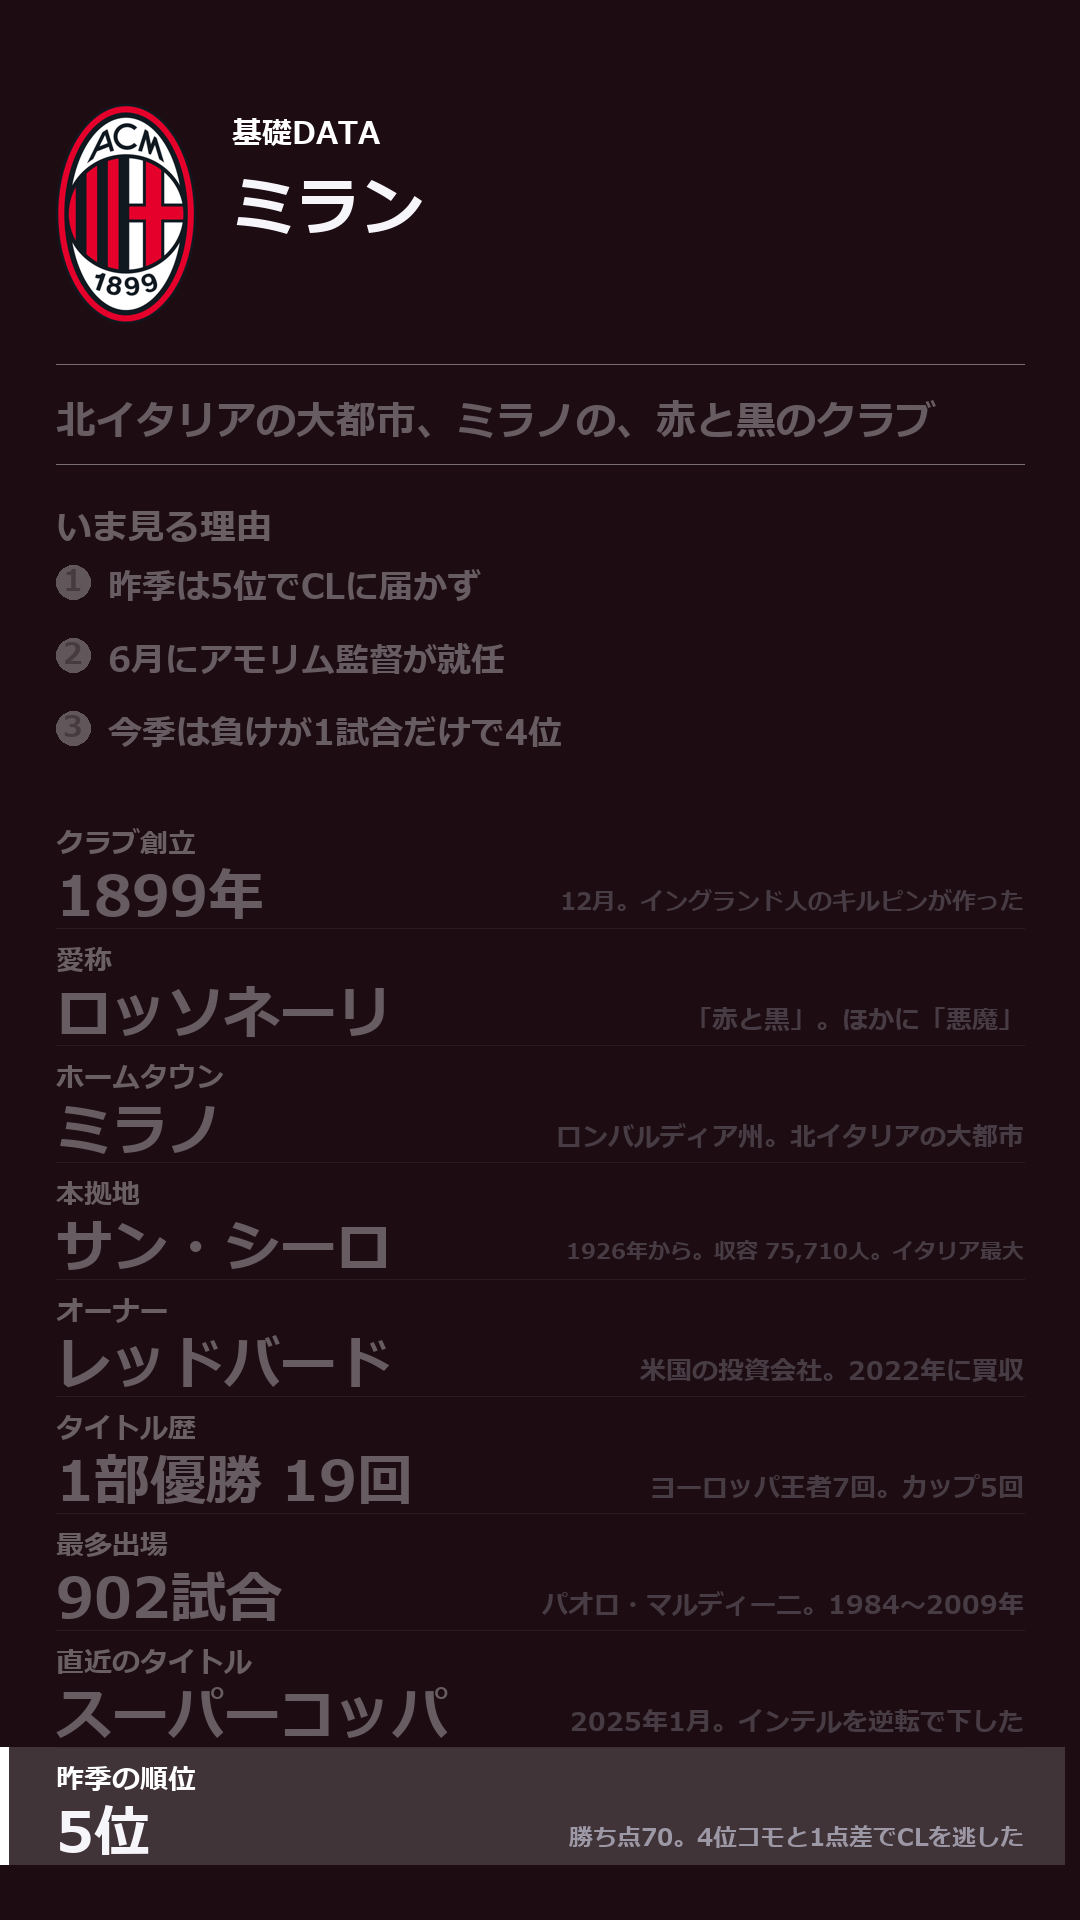 ACM
1899
基礎DATA
ミラン
北イタリアの大都市、ミラノの、赤と黒のクラブ
いま見る理由
1 昨季は5位でCLに届かず
2 6月にアモリム監督が就任
3 今季は負けが1試合だけで4位
クラブ創立
1899年 12月。イングランド人のキルピンが作った
愛称
ロッソネーリ 「赤と黒」。ほかに「悪魔」
ホームタウン
ミラノ ロンバルディア州。北イタリアの大都市
本拠地
サン・シーロ 1926年から。収容 75,710人。イタリア最大
オーナー
レッドバード 米国の投資会社。2022年に買収
タイトル歴
1部優勝 19回 ヨーロッパ王者7回。カップ5回
最多出場
902試合 パオロ・マルディーニ。1984～2009年
直近のタイトル
スーパーコッパ 2025年1月。インテルを逆転で下した
昨季の順位
5位 勝ち点70。4位コモと1点差でCLを逃した